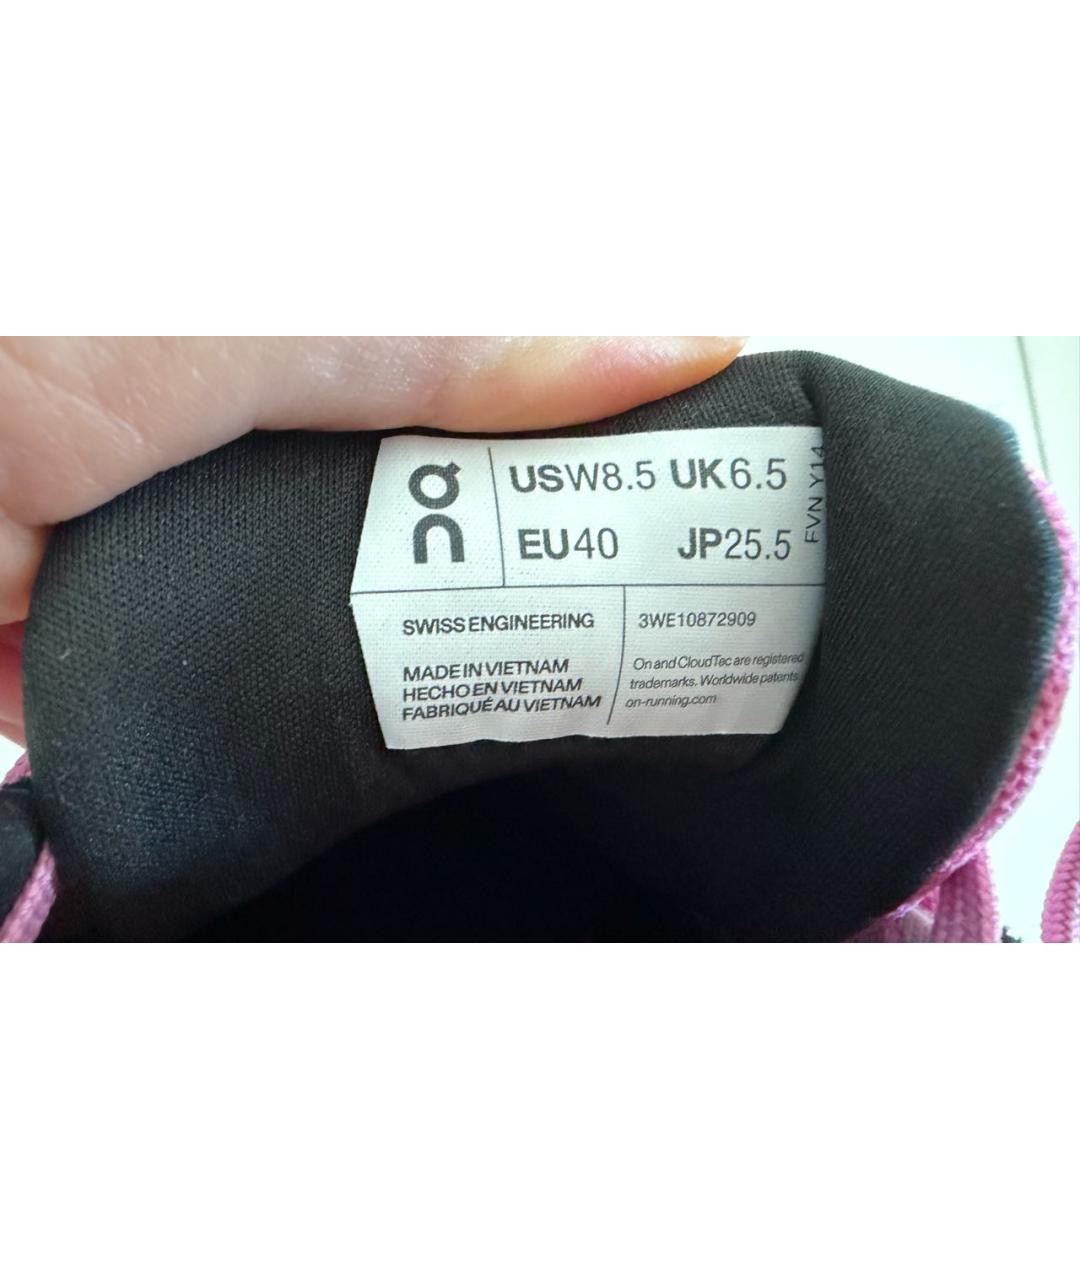 on
USW8.5 UK6.5
EU40 JP25.5
FVN Y14
SWISS ENGINEERING
MADE IN VIETNAM
HECHO EN VIETNAM
FABRIQUÉ AU VIETNAM
3WE10872909
On and CloudTec are registered
trademarks. Worldwide patents.
on-running.com